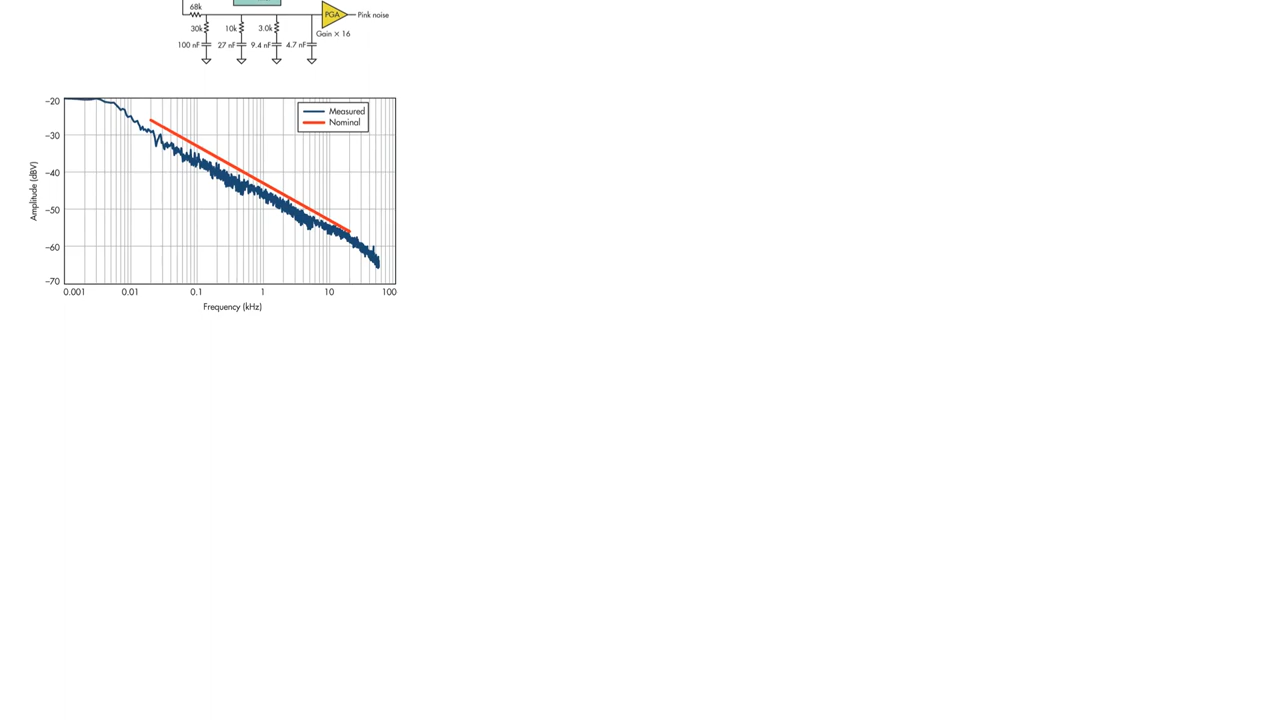 68k
PGA
Pink noise
30k
10k
3.0k
Gain × 16
100 nF
27 nF
9.4 nF
4.7 nF
–20
–30
–40
–50
–60
–70
Amplitude (dBV)
Measured
Nominal
0.001
0.01
0.1
1
10
100
Frequency (kHz)